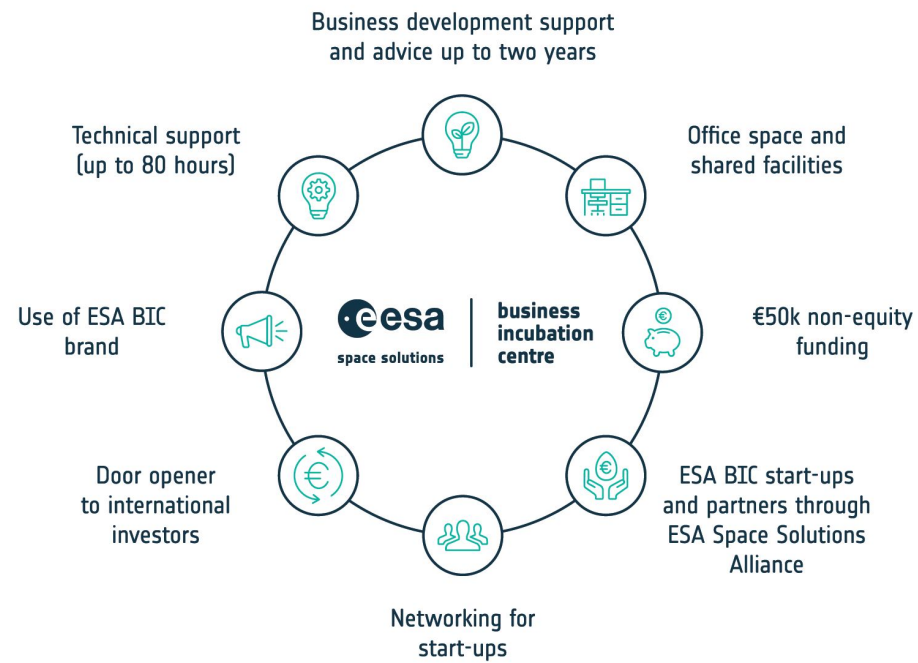 Business development support
and advice up to two years
Technical support
(up to 80 hours)
Office space and
shared facilities
Use of ESA BIC
brand
esa
space solutions
business
incubation
centre
€50k non-equity
funding
Door opener
to international
investors
ESA BIC start-ups
and partners through
ESA Space Solutions
Alliance
Networking for
start-ups